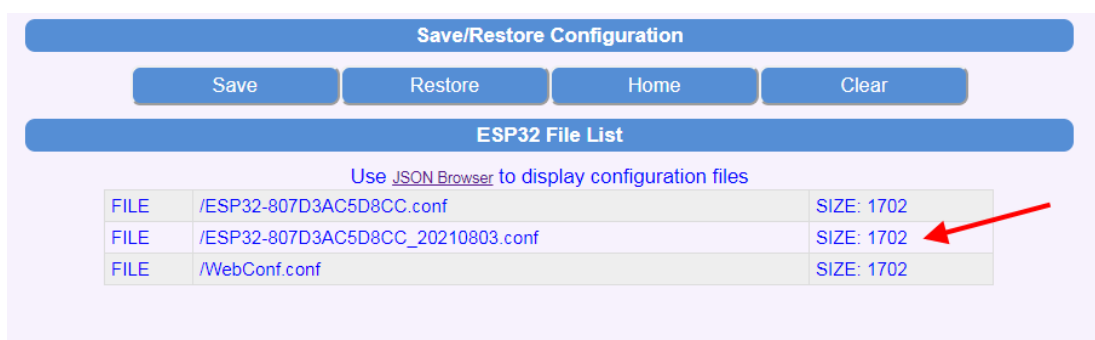 Save/Restore Configuration
Save Restore Home Clear
ESP32 File List
Use JSON Browser to display configuration files
FILE /ESP32-807D3AC5D8CC.conf SIZE: 1702
FILE /ESP32-807D3AC5D8CC_20210803.conf SIZE: 1702
FILE /WebConf.conf SIZE: 1702